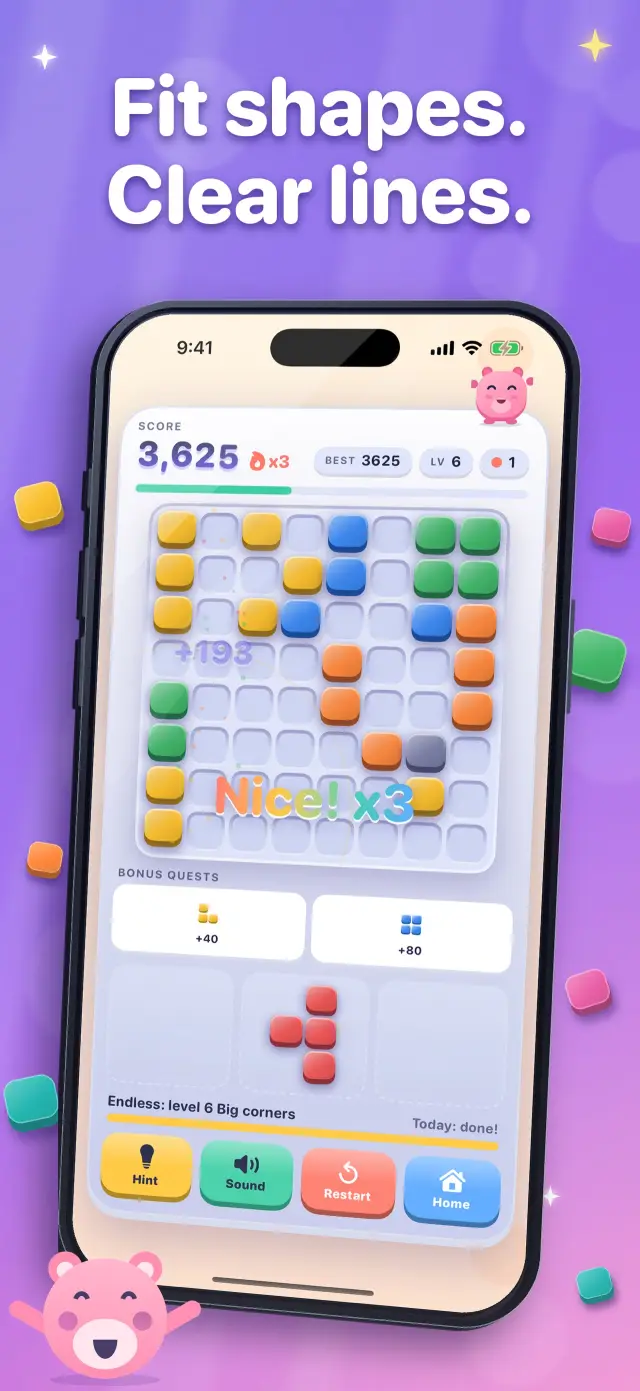 Fit shapes.
Clear lines.
9:41
SCORE
3,625 x3
BEST 3625
LV 6
1
+193
Nice! x3
BONUS QUESTS
+40
+80
Endless: level 6 Big corners
Today: done!
Hint
Sound
Restart
Home